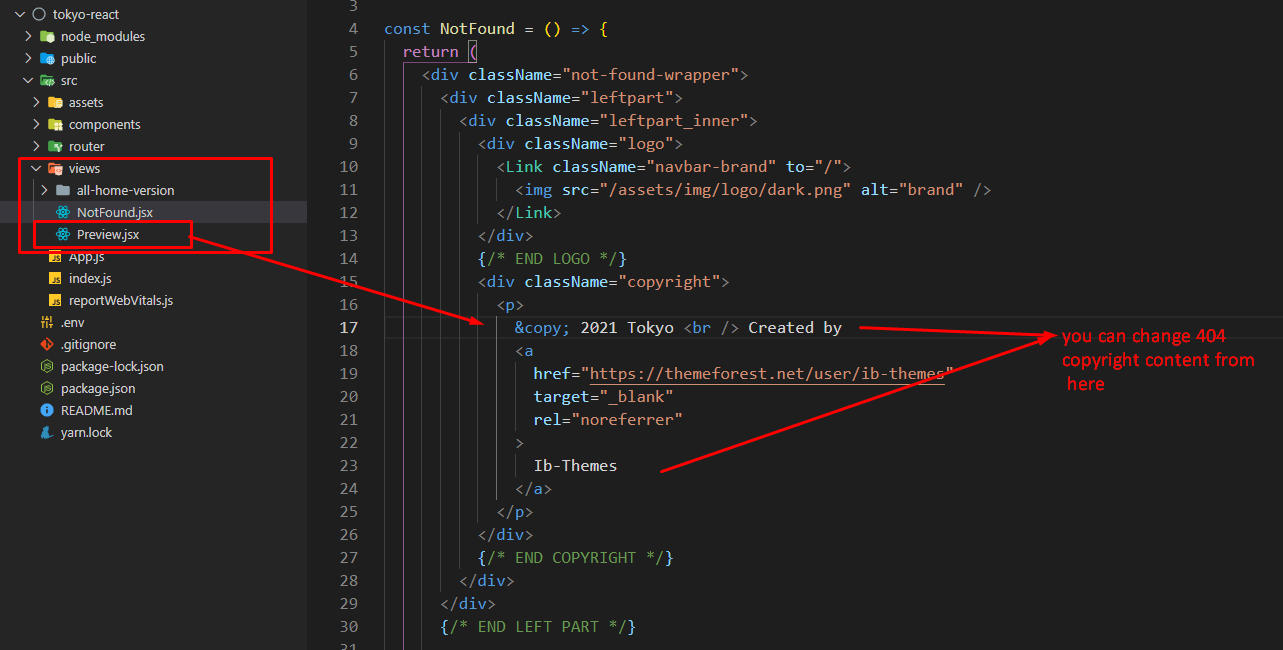 tokyo-react
node_modules
public
src
assets
components
router
views
all-home-version
NotFound.jsx
Preview.jsx
App.js
index.js
reportWebVitals.js
.env
.gitignore
package-lock.json
package.json
README.md
yarn.lock
3
4 const NotFound = () => {
5 return (
6 <div className="not-found-wrapper">
7 <div className="leftpart">
8 <div className="leftpart_inner">
9 <div className="logo">
10 <Link className="navbar-brand" to="/">
11 <img src="/assets/img/logo/dark.png" alt="brand" />
12 </Link>
13 </div>
14 {/* END LOGO */}
15 <div className="copyright">
16 <p>
17 &copy; 2021 Tokyo <br /> Created by
18 <a
19 href="https://themeforest.net/user/ib-themes"
20 target="_blank"
21 rel="noreferrer"
22 >
23 Ib-Themes
24 </a>
25 </p>
26 </div>
27 {/* END COPYRIGHT */}
28 </div>
29 </div>
30 {/* END LEFT PART */}
31
you can change 404
copyright content from
here